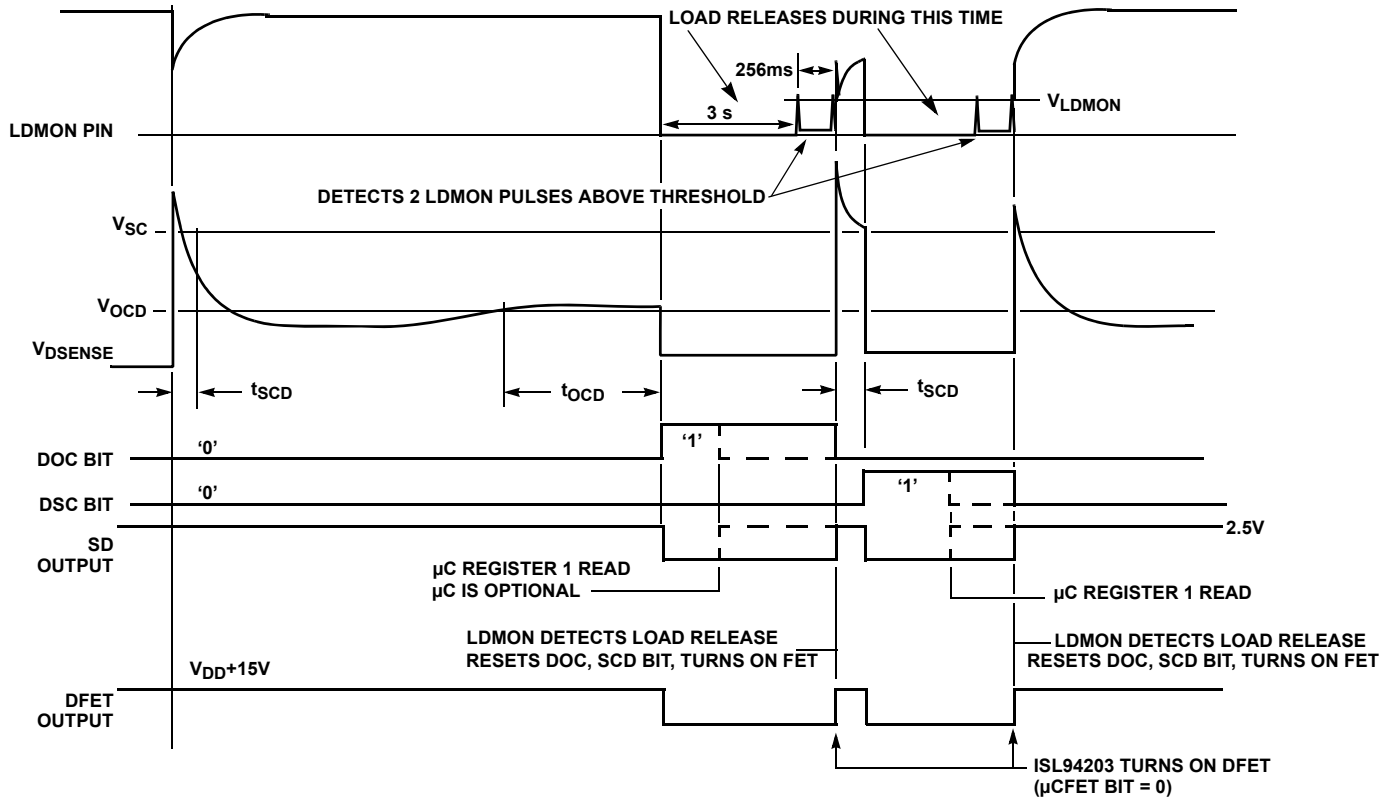 LOAD RELEASES DURING THIS TIME
256ms
VLDMON
3 s
LDMON PIN
DETECTS 2 LDMON PULSES ABOVE THRESHOLD
VSC
VOCD
VDSENSE
tSCD
tOCD
tSCD
‘0’
‘1’
DOC BIT
‘0’
‘1’
DSC BIT
2.5V
SD
OUTPUT
µC REGISTER 1 READ
µC IS OPTIONAL
µC REGISTER 1 READ
LDMON DETECTS LOAD RELEASE
RESETS DOC, SCD BIT, TURNS ON FET
LDMON DETECTS LOAD RELEASE
RESETS DOC, SCD BIT, TURNS ON FET
VDD+15V
DFET
OUTPUT
ISL94203 TURNS ON DFET
(µCFET BIT = 0)